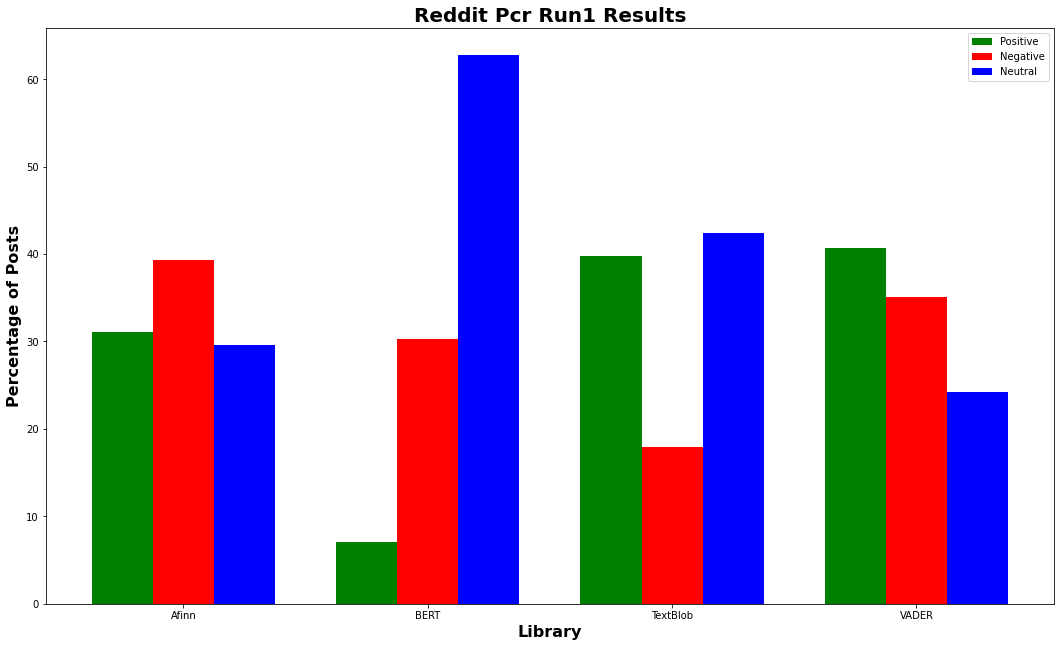 Reddit Pcr Run1 Results
Positive
Negative
Neutral
Percentage of Posts
60
50
40
30
20
10
0
Afinn
BERT
TextBlob
VADER
Library